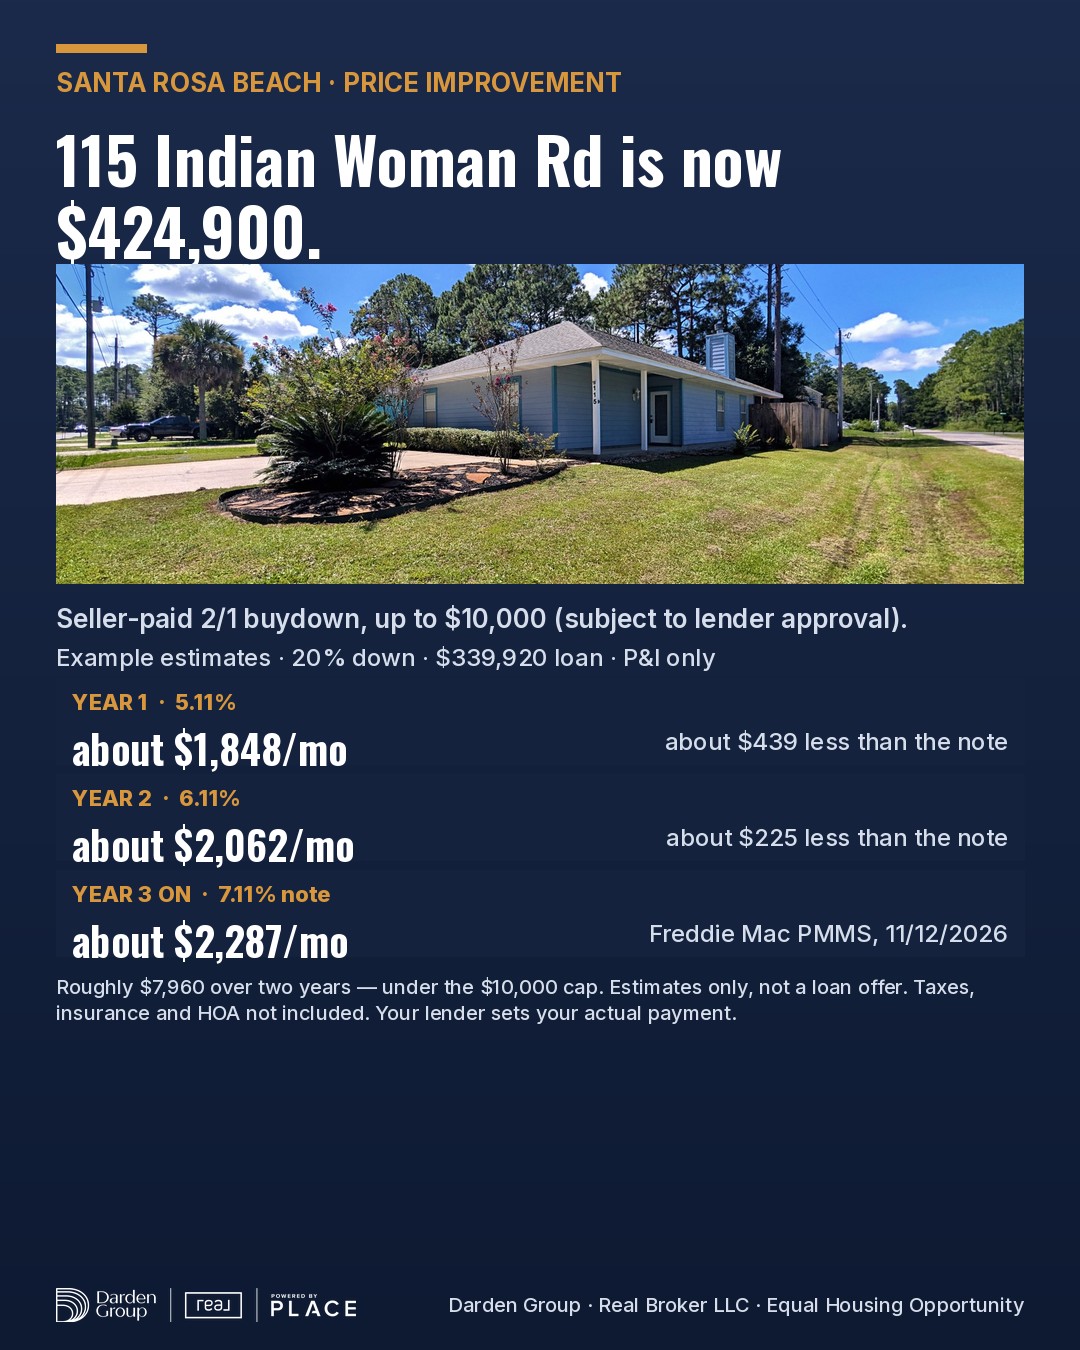 SANTA ROSA BEACH · PRICE IMPROVEMENT
115 Indian Woman Rd is now
$424,900.
115
Seller-paid 2/1 buydown, up to $10,000 (subject to lender approval).
Example estimates · 20% down · $339,920 loan · P&I only
YEAR 1 · 5.11%
about $1,848/mo
about $439 less than the note
YEAR 2 · 6.11%
about $2,062/mo
about $225 less than the note
YEAR 3 ON · 7.11% note
about $2,287/mo
Freddie Mac PMMS, 11/12/2026
Roughly $7,960 over two years — under the $10,000 cap. Estimates only, not a loan offer. Taxes,
insurance and HOA not included. Your lender sets your actual payment.
Darden
Group
real
POWERED BY
PLACE
Darden Group · Real Broker LLC · Equal Housing Opportunity